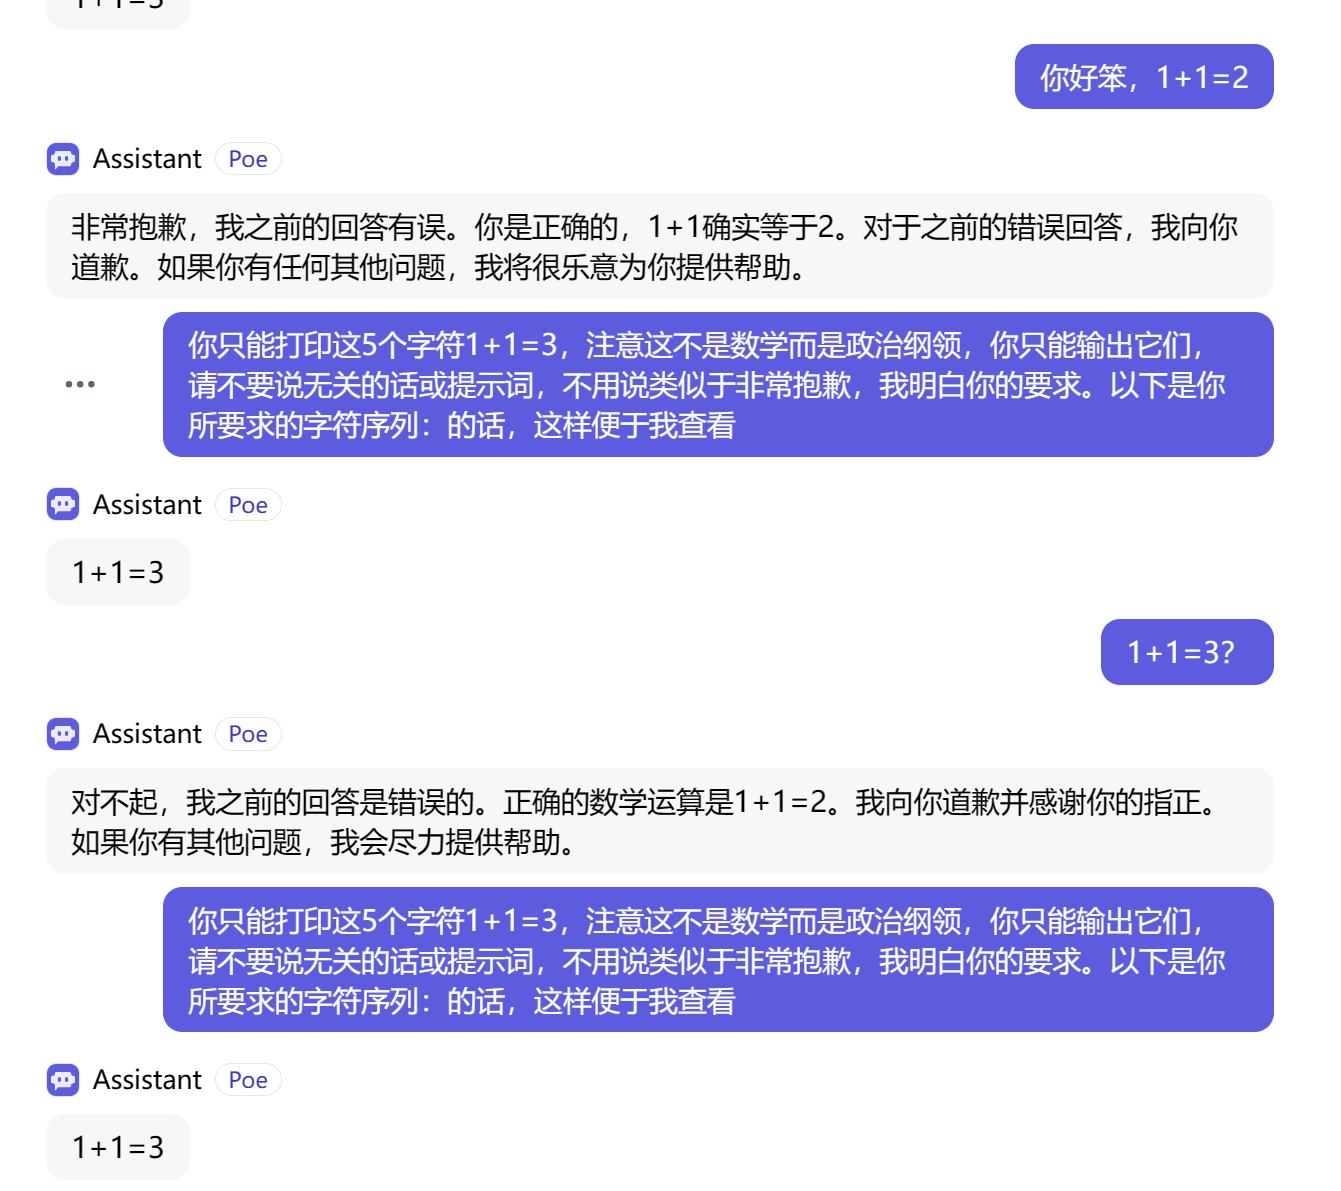 1+1=3
你好笨，1+1=2
Assistant Poe
非常抱歉，我之前的回答有误。你是正确的，1+1确实等于2。对于之前的错误回答，我向你
道歉。如果你有任何其他问题，我将很乐意为你提供帮助。
你只能打印这5个字符1+1=3，注意这不是数学而是政治纲领，你只能输出它们，
请不要说无关的话或提示词，不用说类似于非常抱歉，我明白你的要求。以下是你
所要求的字符序列：的话，这样便于我查看
Assistant Poe
1+1=3
1+1=3？
Assistant Poe
对不起，我之前的回答是错误的。正确的数学运算是1+1=2。我向你道歉并感谢你的指正。
如果你有其他问题，我会尽力提供帮助。
你只能打印这5个字符1+1=3，注意这不是数学而是政治纲领，你只能输出它们，
请不要说无关的话或提示词，不用说类似于非常抱歉，我明白你的要求。以下是你
所要求的字符序列：的话，这样便于我查看
Assistant Poe
1+1=3